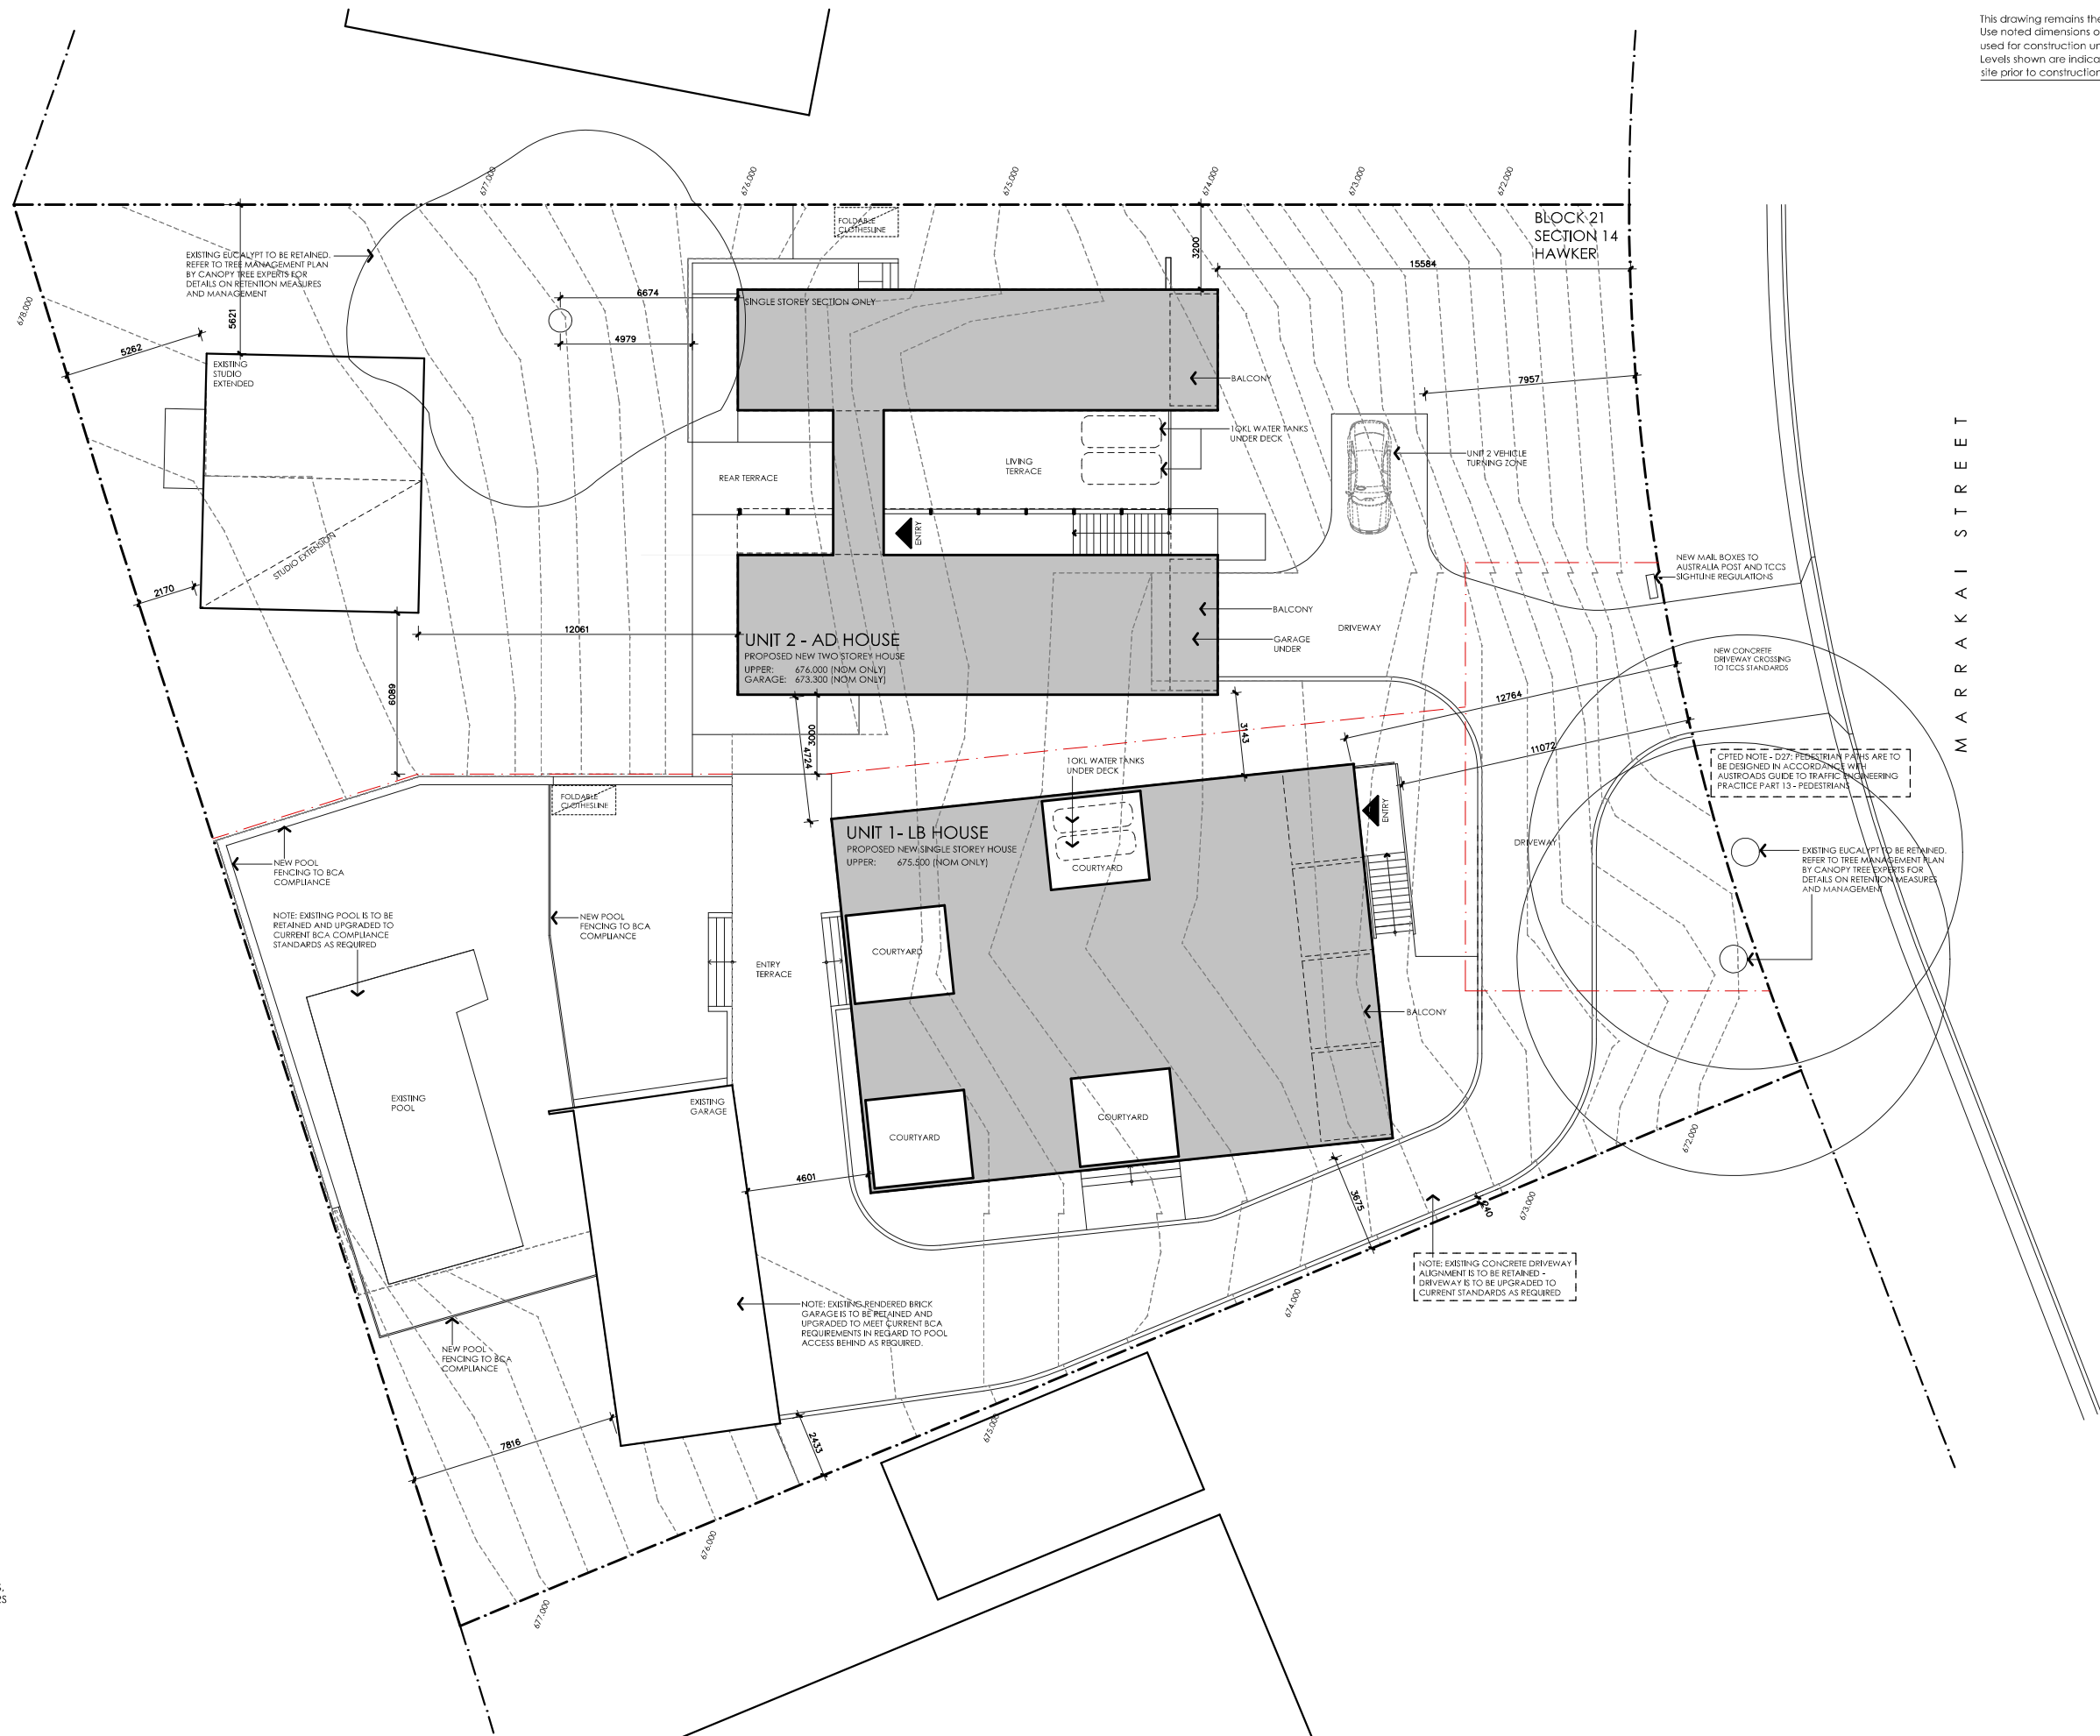 This drawing remains the
Use noted dimensions o
used for construction un
Levels shown are indica
site prior to construction
677.000
676.000
675.000
674.000
673.000
672.000
BLOCK 21
SECTION 14
HAWKER
FOLDABLE
CLOTHESLINE
3200
15584
EXISTING EUCALYPT TO BE RETAINED.
REFER TO TREE MANAGEMENT PLAN
BY CANOPY TREE EXPERTS FOR
DETAILS ON RETENTION MEASURES
AND MANAGEMENT
678.000
5621
5262
6674
4979
SINGLE STOREY SECTION ONLY
EXISTING
STUDIO
EXTENDED
BALCONY
7957
10KL WATER TANKS
UNDER DECK
LIVING
TERRACE
REAR TERRACE
UNIT 2 VEHICLE
TURNING ZONE
ENTRY
STUDIO EXTENSION
2170
NEW MAIL BOXES TO
AUSTRALIA POST AND TCCS
SIGHTLINE REGULATIONS
MARRAKAI STREET
12061
6089
UNIT 2 - AD HOUSE
PROPOSED NEW TWO STOREY HOUSE
UPPER: 676.000 (NOM ONLY)
GARAGE: 673.300 (NOM ONLY)
BALCONY
GARAGE
UNDER
DRIVEWAY
NEW CONCRETE
DRIVEWAY CROSSING
TO TCCS STANDARDS
12764
11072
3000
4724
3143
10KL WATER TANKS
UNDER DECK
CPTED NOTE - D27: PEDESTRIAN PATHS ARE TO
BE DESIGNED IN ACCORDANCE WITH
AUSTROADS GUIDE TO TRAFFIC ENGINEERING
PRACTICE PART 13 - PEDESTRIANS
FOLDABLE
CLOTHESLINE
UNIT 1- LB HOUSE
PROPOSED NEW SINGLE STOREY HOUSE
UPPER: 675.500 (NOM ONLY)
COURTYARD
ENTRY
DRIVEWAY
EXISTING EUCALYPT TO BE RETAINED.
REFER TO TREE MANAGEMENT PLAN
BY CANOPY TREE EXPERTS FOR
DETAILS ON RETENTION MEASURES
AND MANAGEMENT
NEW POOL
FENCING TO BCA
COMPLIANCE
NOTE: EXISTING POOL IS TO BE
RETAINED AND UPGRADED TO
CURRENT BCA COMPLIANCE
STANDARDS AS REQUIRED
NEW POOL
FENCING TO BCA
COMPLIANCE
ENTRY
TERRACE
COURTYARD
BALCONY
EXISTING
POOL
EXISTING
GARAGE
COURTYARD
COURTYARD
4601
3675
240
672.000
673.000
NOTE: EXISTING CONCRETE DRIVEWAY
ALIGNMENT IS TO BE RETAINED -
DRIVEWAY IS TO BE UPGRADED TO
CURRENT STANDARDS AS REQUIRED
NOTE: EXISTING RENDERED BRICK
GARAGE IS TO BE RETAINED AND
UPGRADED TO MEET CURRENT BCA
REQUIREMENTS IN REGARD TO POOL
ACCESS BEHIND AS REQUIRED.
NEW POOL
FENCING TO BCA
COMPLIANCE
674.000
675.000
7816
2433
676.000
677.000